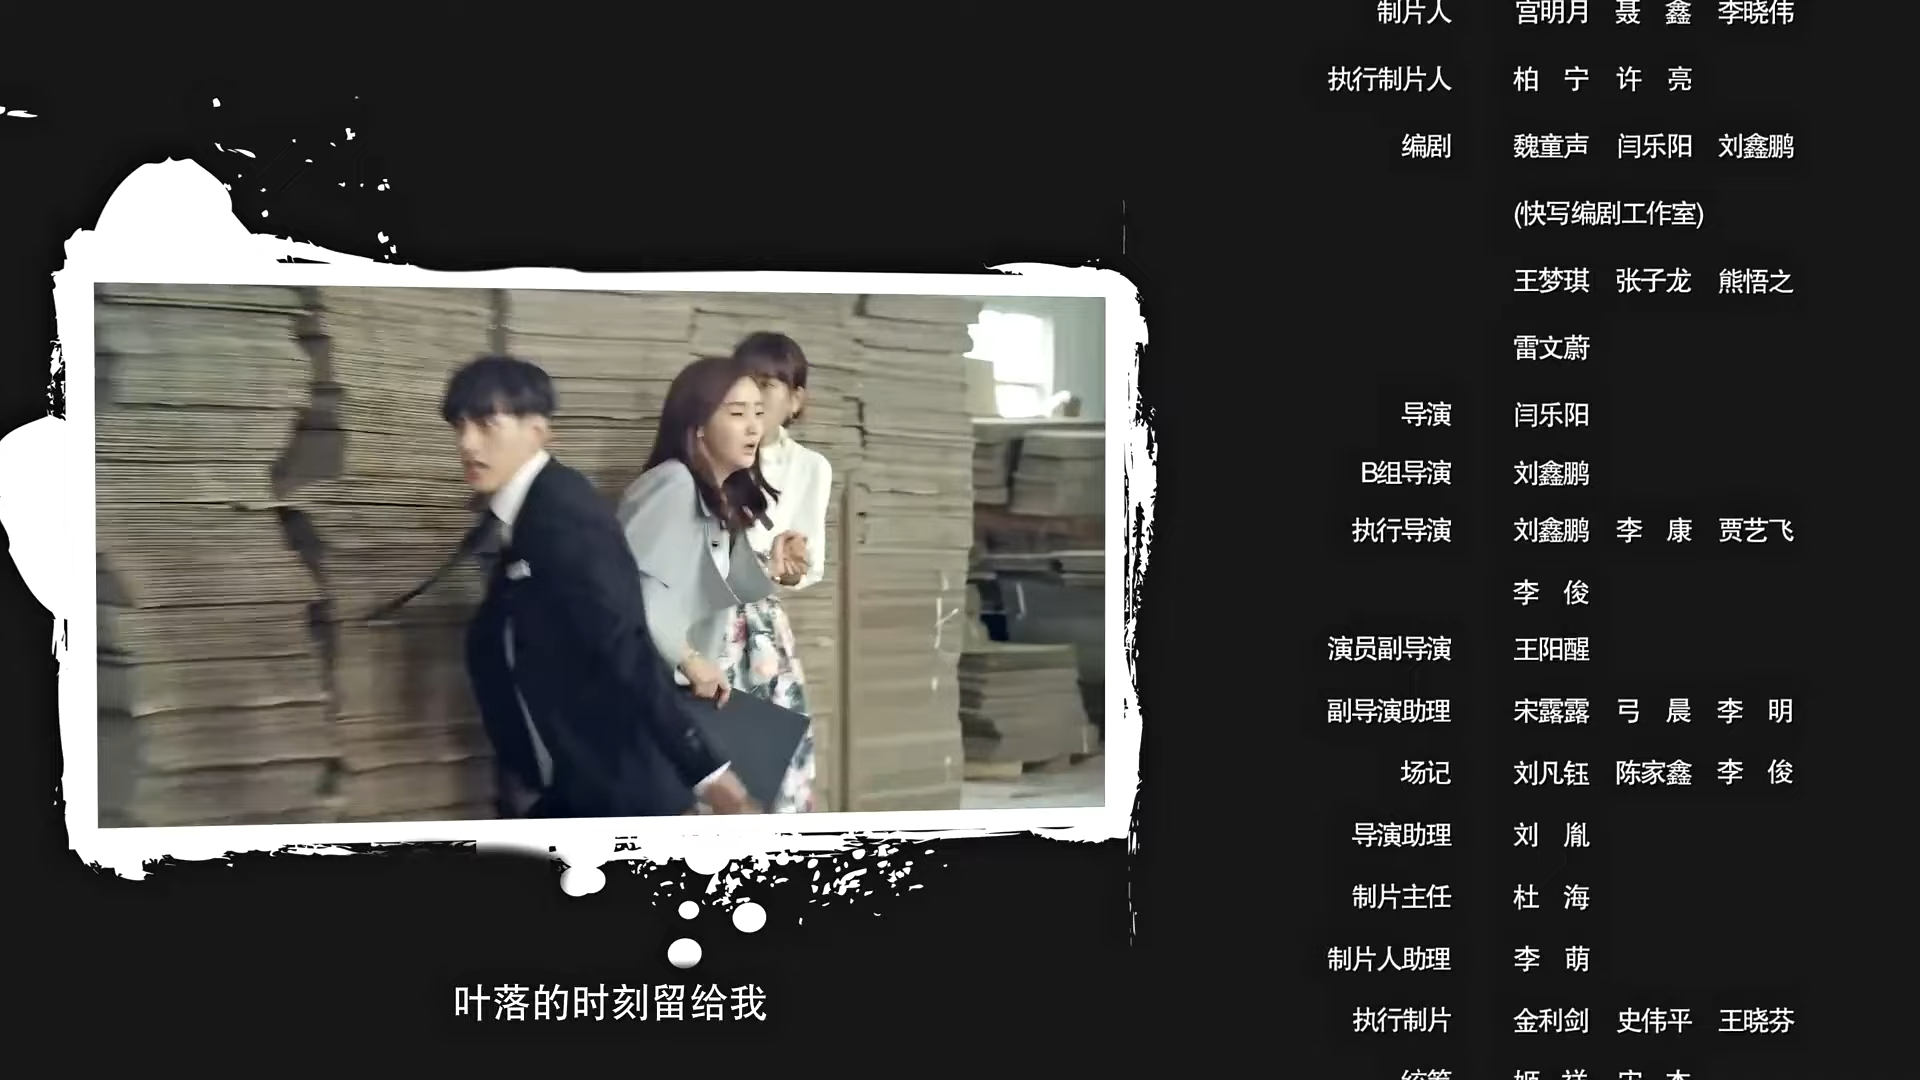 制片人 宫明月 聂 鑫 李晓伟
执行制片人 柏 宁 许 亮
编剧 魏童声 闫乐阳 刘鑫鹏
(快写编剧工作室)
王梦琪 张子龙 熊悟之
雷文蔚
导演 闫乐阳
B组导演 刘鑫鹏
执行导演 刘鑫鹏 李 康 贾艺飞
李 俊
演员副导演 王阳醒
副导演助理 宋露露 弓 晨 李 明
场记 刘凡钰 陈家鑫 李 俊
导演助理 刘 胤
制片主任 杜 海
制片人助理 李 萌
执行制片 金利剑 史伟平 王晓芬
叶落的时刻留给我